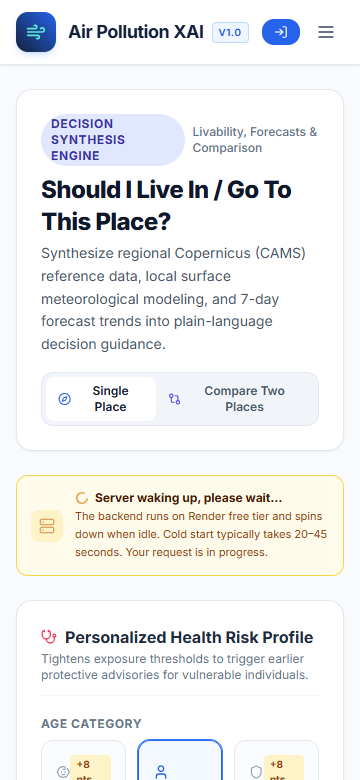 Air Pollution XAI V1.0
DECISION
SYNTHESIS
ENGINE
Livability, Forecasts &
Comparison
Should I Live In / Go To
This Place?
Synthesize regional Copernicus (CAMS)
reference data, local surface
meteorological modeling, and 7-day
forecast trends into plain-language
decision guidance.
Single
Place
Compare Two
Places
Server waking up, please wait...
The backend runs on Render free tier and spins
down when idle. Cold start typically takes 20–45
seconds. Your request is in progress.
Personalized Health Risk Profile
Tightens exposure thresholds to trigger earlier
protective advisories for vulnerable individuals.
AGE CATEGORY
+8
pts
+8
pts